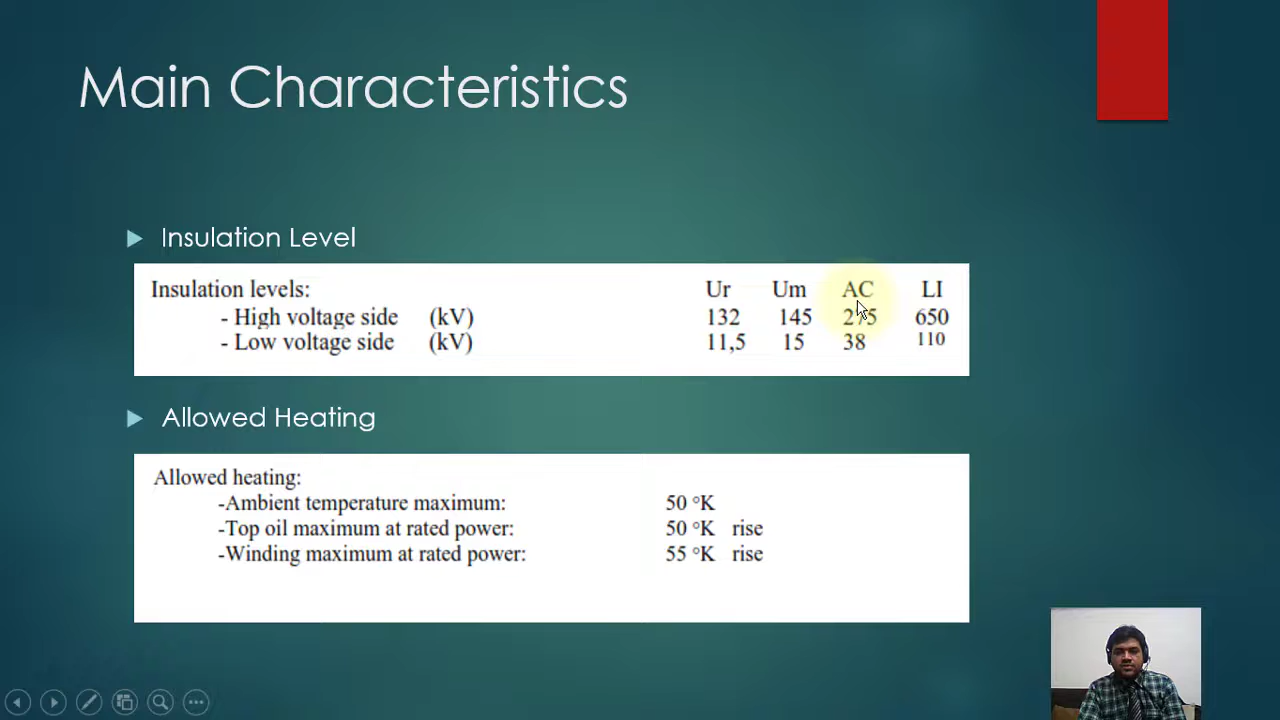 Main Characteristics
Insulation Level
Insulation levels: Ur Um AC LI
- High voltage side (kV) 132 145 275 650
- Low voltage side (kV) 11,5 15 38 110
Allowed Heating
Allowed heating:
-Ambient temperature maximum: 50 °K
-Top oil maximum at rated power: 50 °K rise
-Winding maximum at rated power: 55 °K rise